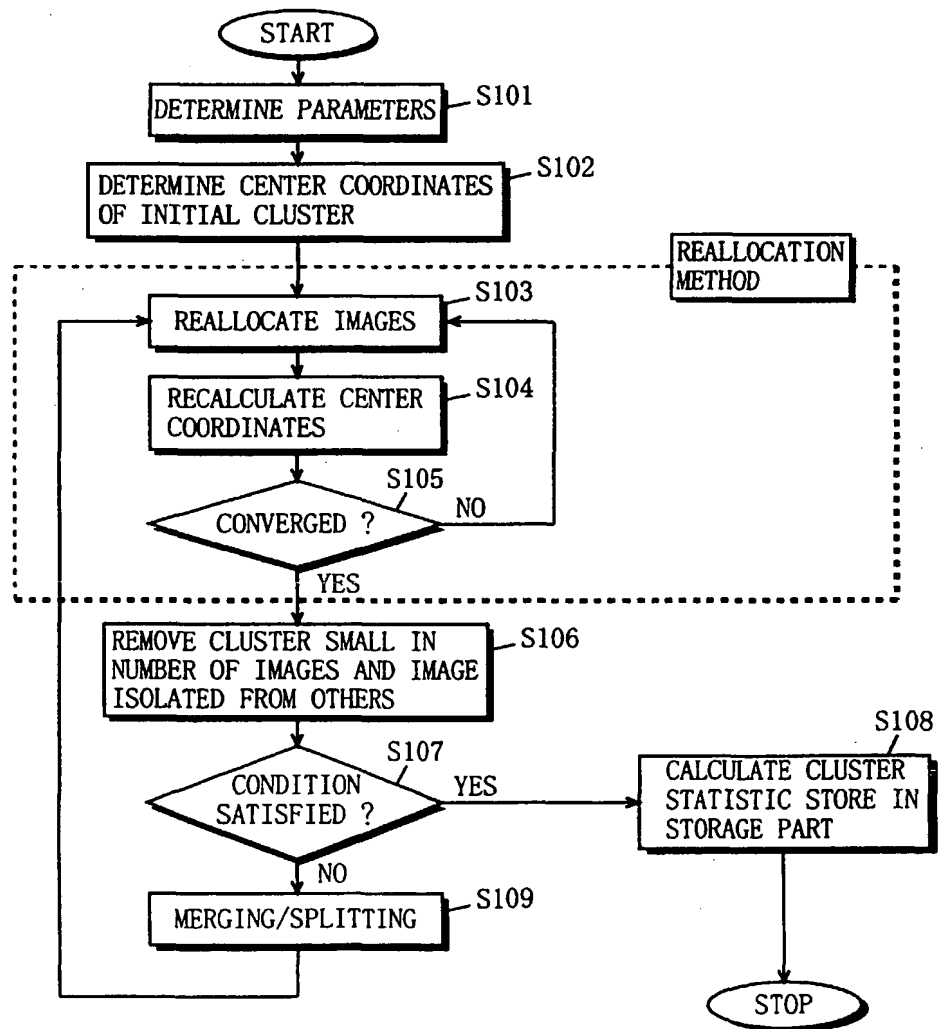 START
DETERMINE PARAMETERS
S101
DETERMINE CENTER COORDINATES
OF INITIAL CLUSTER
S102
REALLOCATION
METHOD
REALLOCATE IMAGES
S103
RECALCULATE CENTER
COORDINATES
S104
CONVERGED ?
S105
NO
YES
REMOVE CLUSTER SMALL IN
NUMBER OF IMAGES AND IMAGE
ISOLATED FROM OTHERS
S106
CONDITION
SATISFIED ?
S107
YES
NO
CALCULATE CLUSTER
STATISTIC STORE IN
STORAGE PART
S108
MERGING/SPLITTING
S109
STOP